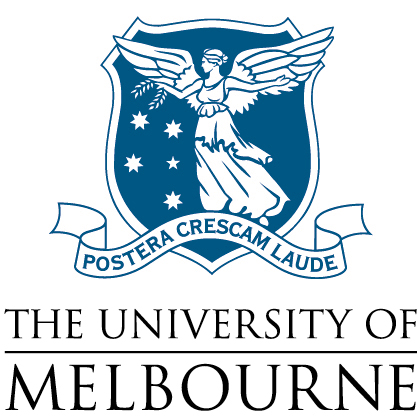 POSTERA CRESCAM LAUDE
THE UNIVERSITY OF
MELBOURNE